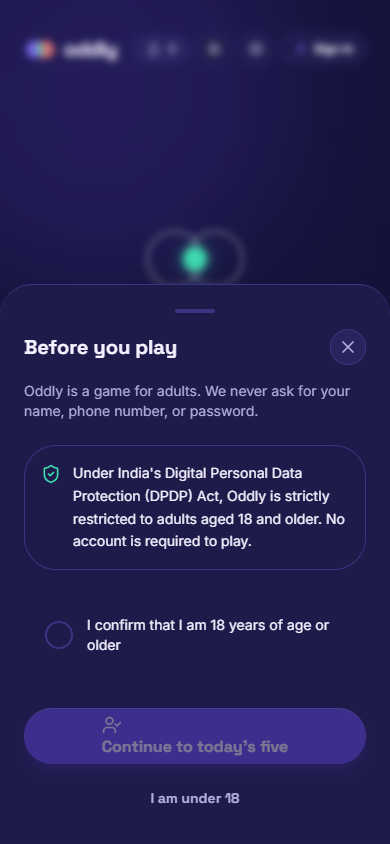 oddly
Sign in
Before you play
Oddly is a game for adults. We never ask for your
name, phone number, or password.
Under India's Digital Personal Data
Protection (DPDP) Act, Oddly is strictly
restricted to adults aged 18 and older. No
account is required to play.
I confirm that I am 18 years of age or
older
Continue to today's five
I am under 18